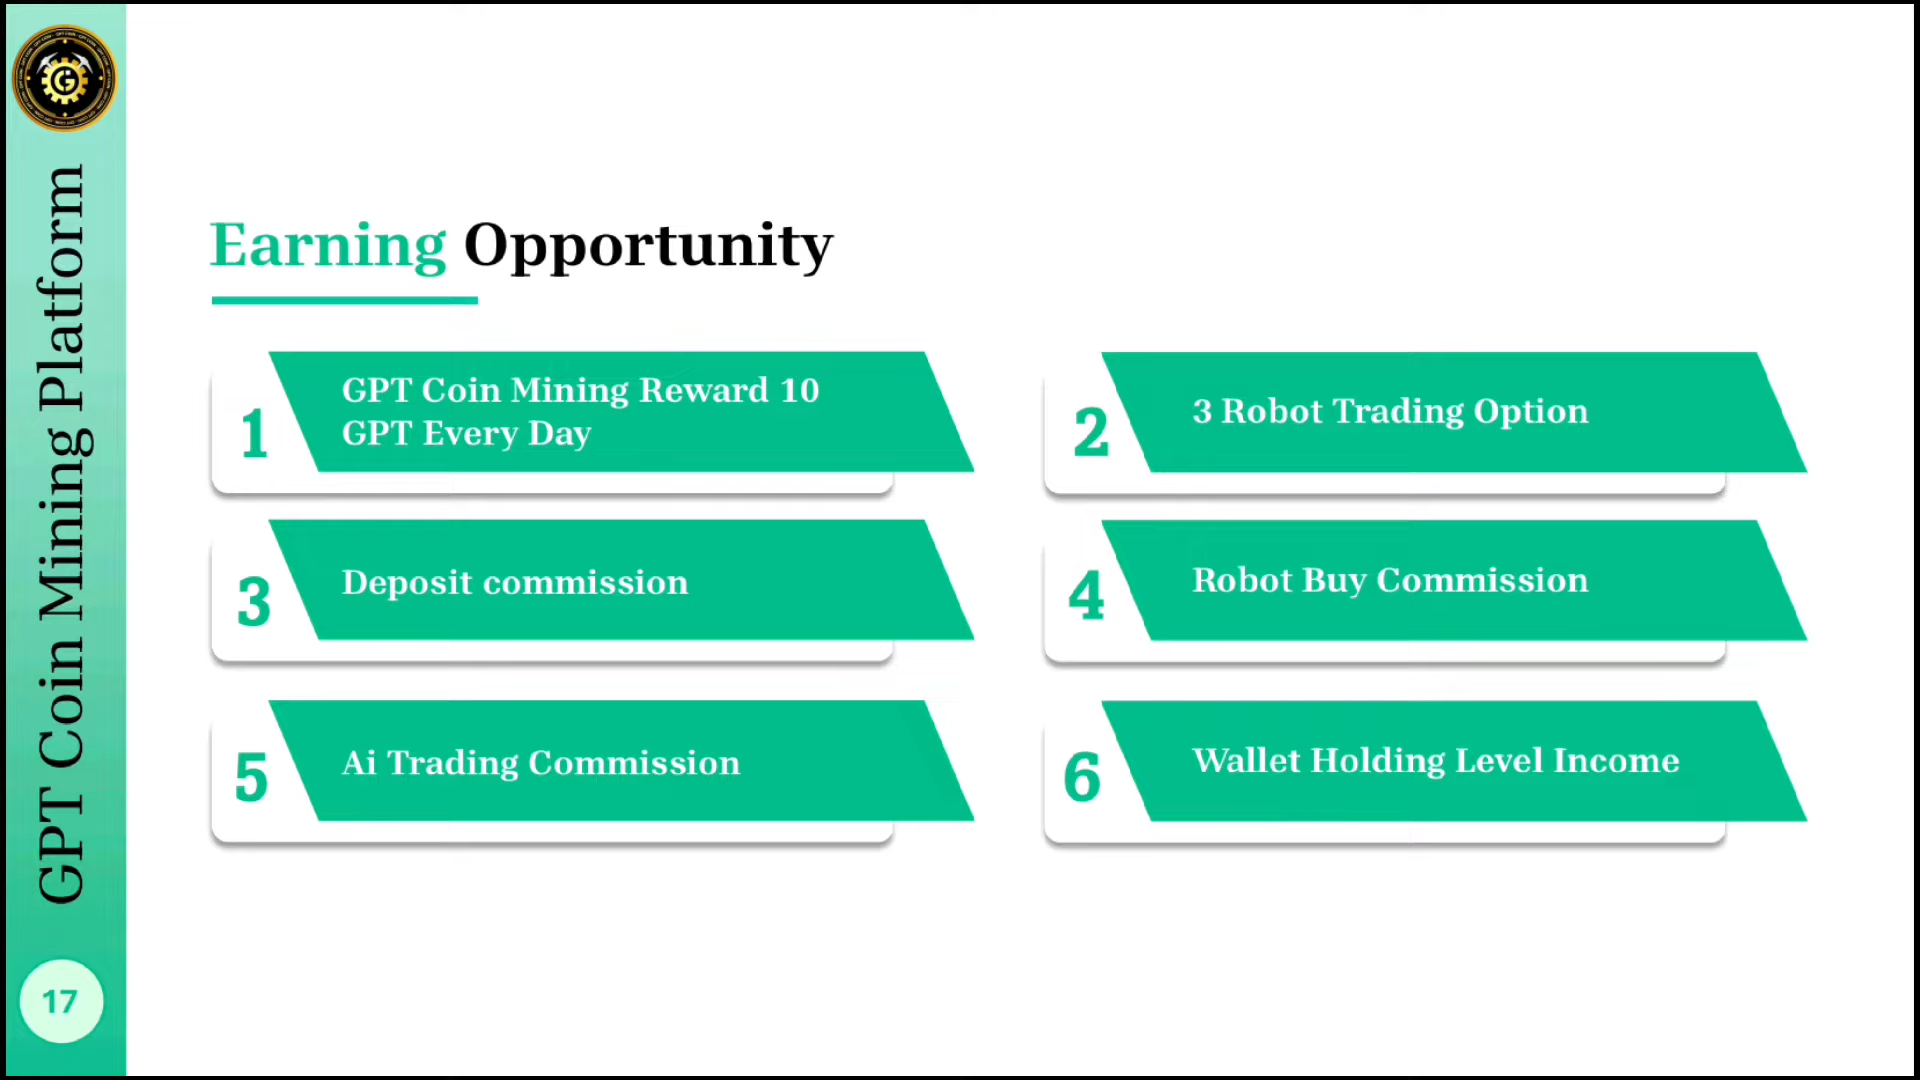 GPT Coin Mining Platform
Earning Opportunity
1
GPT Coin Mining Reward 10
GPT Every Day
2
3 Robot Trading Option
3
Deposit commission
4
Robot Buy Commission
5
Ai Trading Commission
6
Wallet Holding Level Income
17